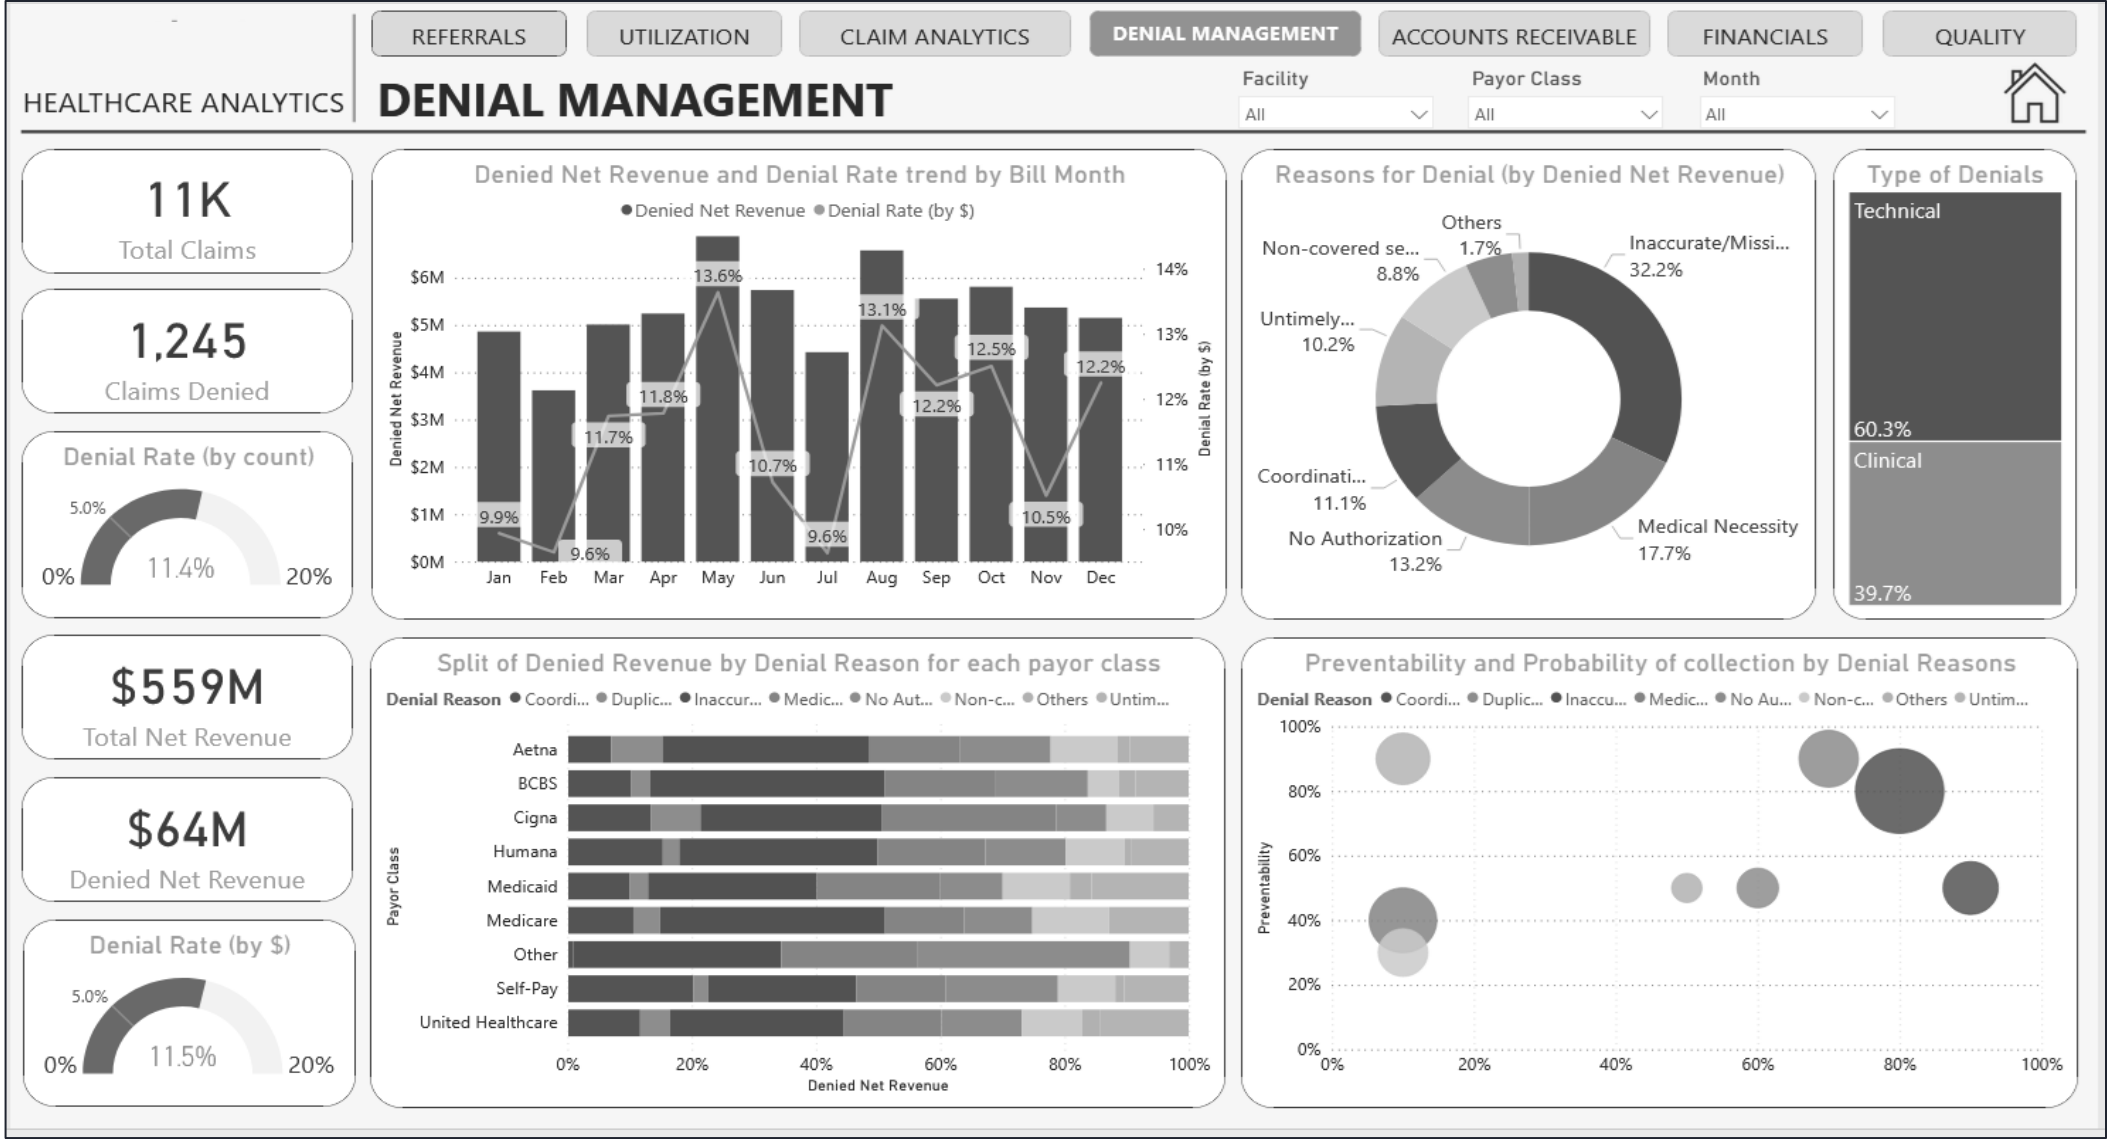 REFERRALS
UTILIZATION
CLAIM ANALYTICS
DENIAL MANAGEMENT
ACCOUNTS RECEIVABLE
FINANCIALS
QUALITY
HEALTHCARE ANALYTICS
DENIAL MANAGEMENT
Facility
All
Payor Class
All
Month
All
11K
Total Claims
1,245
Claims Denied
Denial Rate (by count)
5.0%
0%
11.4%
20%
$559M
Total Net Revenue
$64M
Denied Net Revenue
Denial Rate (by $)
5.0%
0%
11.5%
20%
Denied Net Revenue and Denial Rate trend by Bill Month
Denied Net Revenue Denial Rate (by $)
Denied Net Revenue
$6M
$5M
$4M
$3M
$2M
$1M
$0M
9.9%
9.6%
11.7%
11.8%
13.6%
10.7%
9.6%
13.1%
12.2%
12.5%
10.5%
12.2%
14%
13%
12%
11%
10%
Denial Rate (by $)
Jan Feb Mar Apr May Jun Jul Aug Sep Oct Nov Dec
Reasons for Denial (by Denied Net Revenue)
Others
1.7%
Non-covered se...
8.8%
Untimely...
10.2%
Coordinati...
11.1%
No Authorization
13.2%
Medical Necessity
17.7%
Inaccurate/Missi...
32.2%
Type of Denials
Technical
60.3%
Clinical
39.7%
Split of Denied Revenue by Denial Reason for each payor class
Denial Reason Coordi... Duplic... Inaccur... Medic... No Aut... Non-c... Others Untim...
Payor Class
Aetna
BCBS
Cigna
Humana
Medicaid
Medicare
Other
Self-Pay
United Healthcare
0% 20% 40% 60% 80% 100%
Denied Net Revenue
Preventability and Probability of collection by Denial Reasons
Denial Reason Coordi... Duplic... Inaccu... Medic... No Au... Non-c... Others Untim...
Preventability
100%
80%
60%
40%
20%
0%
0% 20% 40% 60% 80% 100%